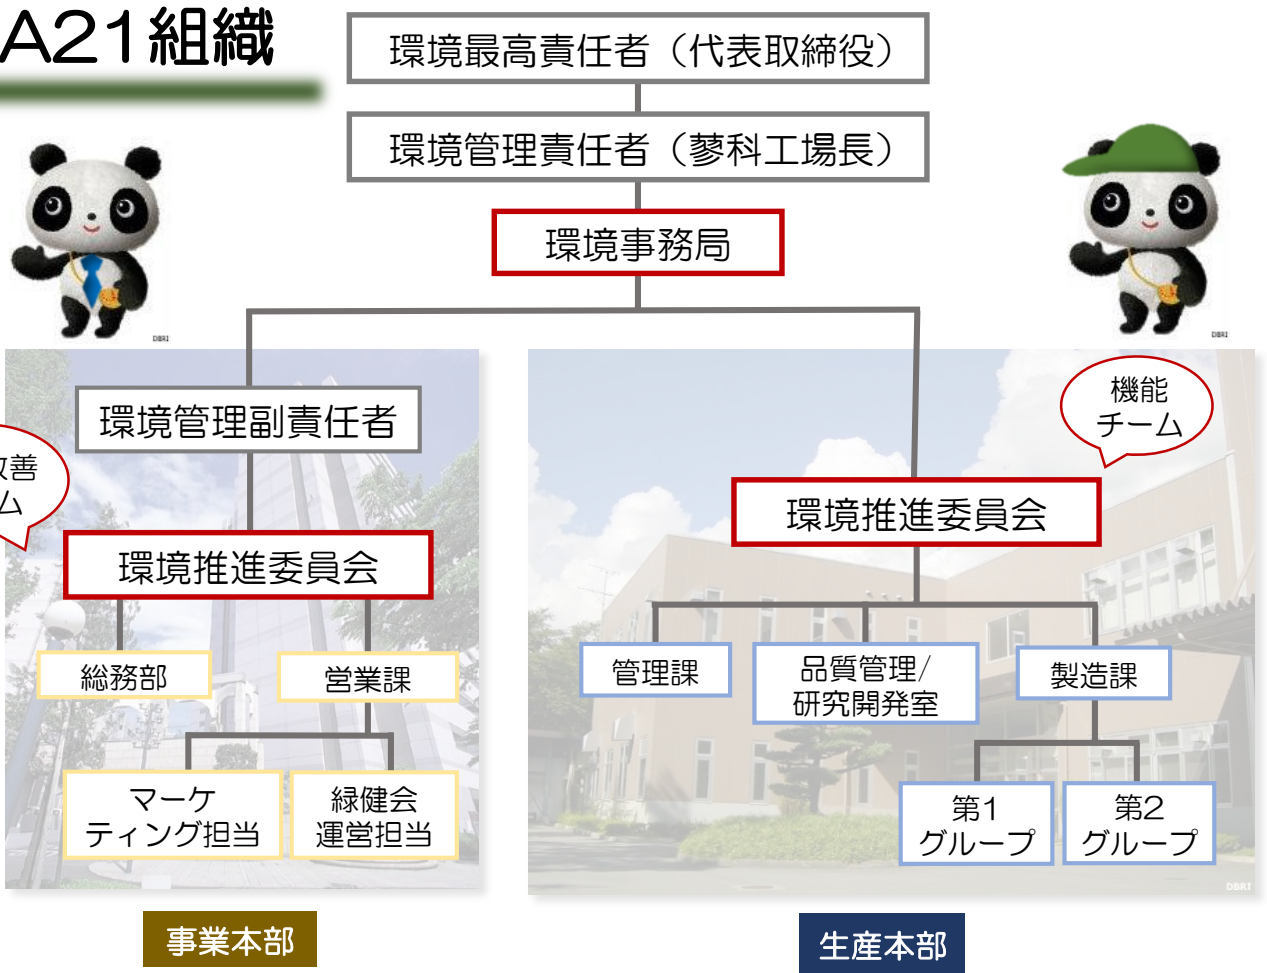 A21組織
環境最高責任者（代表取締役）
環境管理責任者（蓼科工場長）
環境事務局
DBRI
DBRI
環境管理副責任者
機能
チーム
改善
ム
環境推進委員会
環境推進委員会
総務部
営業課
管理課
品質管理/
研究開発室
製造課
マーケ
ティング担当
緑健会
運営担当
第1
グループ
第2
グループ
DBRI
事業本部
生産本部